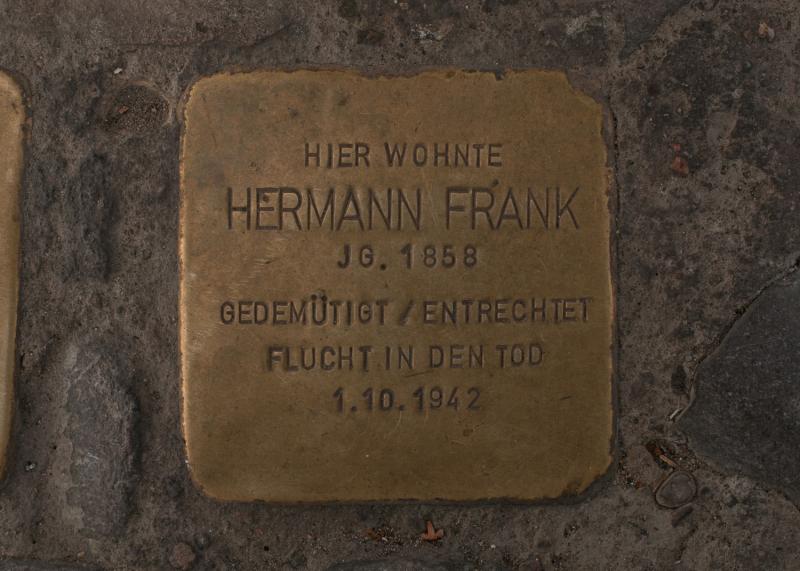 HIER WOHNTE
HERMANN FRANK
JG. 1858
GEDEMÜTIGT / ENTRECHTET
FLUCHT IN DEN TOD
1.10.1942